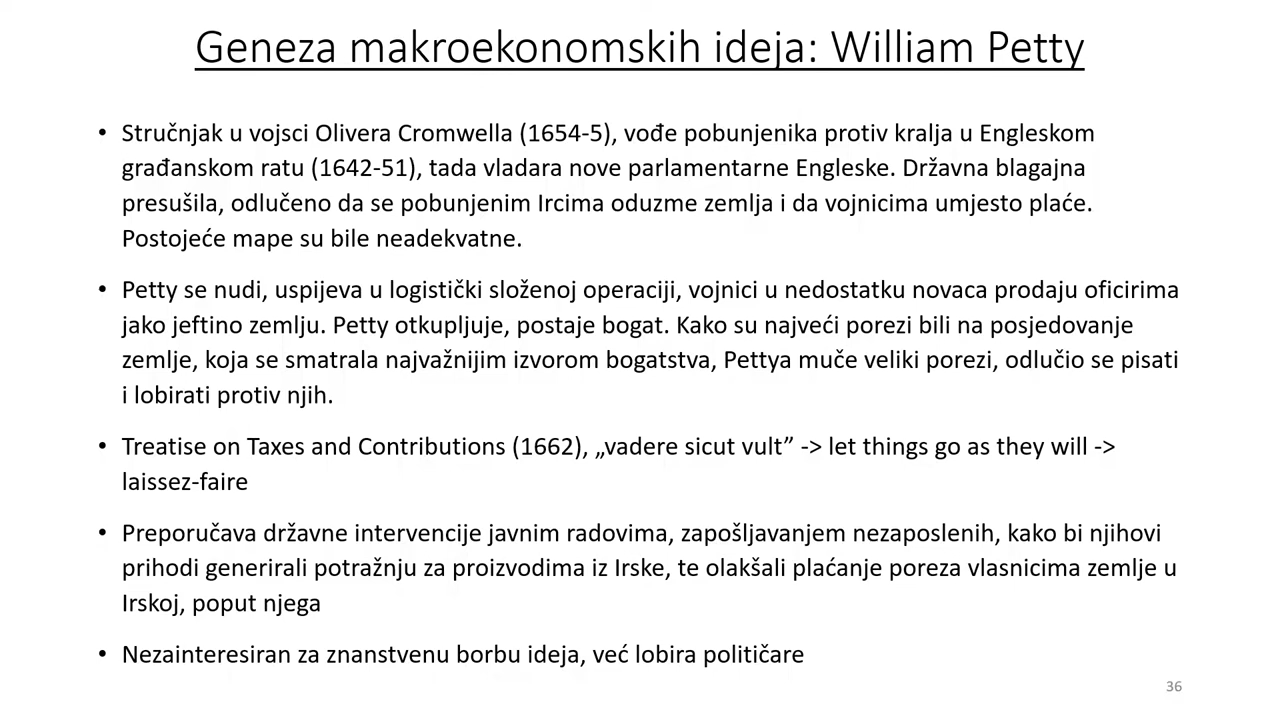 Geneza makroekonomskih ideja: William Petty
• Stručnjak u vojsci Olivera Cromwella (1654-5), vođe pobunjenika protiv kralja u Engleskom
građanskom ratu (1642-51), tada vladara nove parlamentarne Engleske. Državna blagajna
presušila, odlučeno da se pobunjenim Ircima oduzme zemlja i da vojnicima umjesto plaće.
Postojeće mape su bile neadekvatne.
• Petty se nudi, uspijeva u logistički složenoj operaciji, vojnici u nedostatku novaca prodaju oficirima
jako jeftino zemlju. Petty otkupljuje, postaje bogat. Kako su najveći porezi bili na posjedovanje
zemlje, koja se smatrala najvažnijim izvorom bogatstva, Pettya muče veliki porezi, odlučio se pisati
i lobirati protiv njih.
• Treatise on Taxes and Contributions (1662), „vadere sicut vult” -> let things go as they will ->
laissez-faire
• Preporučava državne intervencije javnim radovima, zapošljavanjem nezaposlenih, kako bi njihovi
prihodi generirali potražnju za proizvodima iz Irske, te olakšali plaćanje poreza vlasnicima zemlje u
Irskoj, poput njega
• Nezainteresiran za znanstvenu borbu ideja, već lobira političare
36